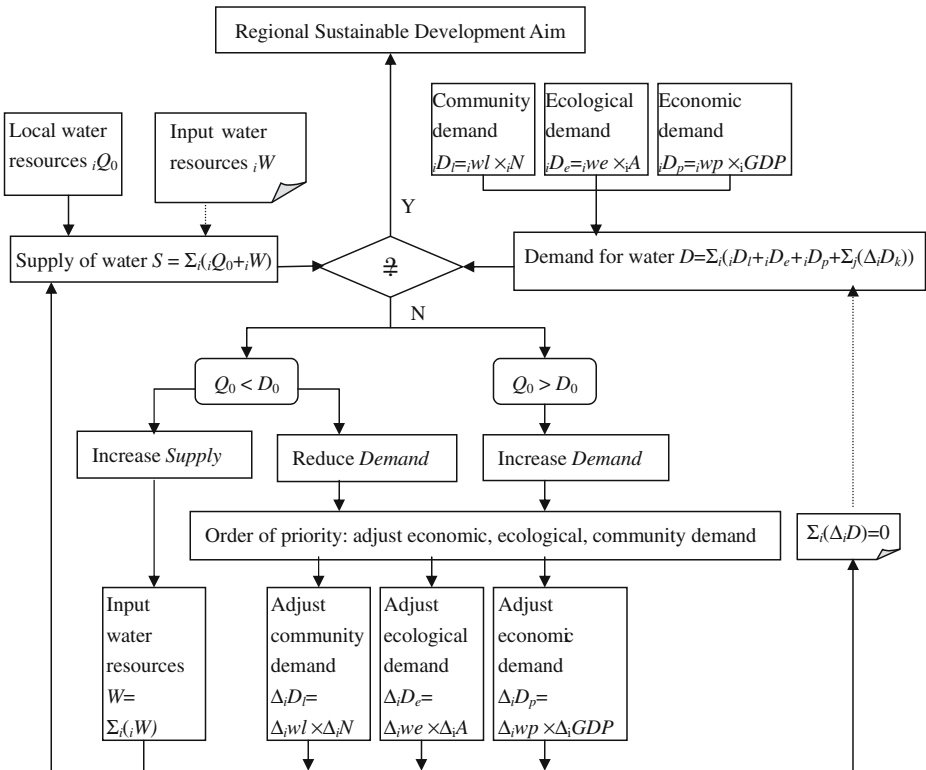 Regional Sustainable Development Aim
Local water
resources ᵢQ₀
Input water
resources ᵢW
Community
demand
ᵢDₗ=ᵢwl ×ᵢN
Ecological
demand
ᵢDₑ=ᵢwe ×ᵢA
Economic
demand
ᵢDₚ=ᵢwp ×ᵢGDP
Y
Supply of water S = Σᵢ(ᵢQ₀+ᵢW)
Demand for water D=Σᵢ(ᵢDₗ+ᵢDₑ+ᵢDₚ+Σⱼ(ΔᵢDₖ))
N
Q₀ < D₀
Q₀ > D₀
Increase Supply
Reduce Demand
Increase Demand
Order of priority: adjust economic, ecological, community demand
Σᵢ(ΔᵢD)=0
Input
water
resources
W=
Σᵢ(ᵢW)
Adjust
community
demand
ΔᵢDₗ=
Δᵢwl ×ΔᵢN
Adjust
ecological
demand
ΔᵢDₑ=
Δᵢwe ×ΔᵢA
Adjust
economic
demand
ΔᵢDₚ=
Δᵢwp ×ΔᵢGDP